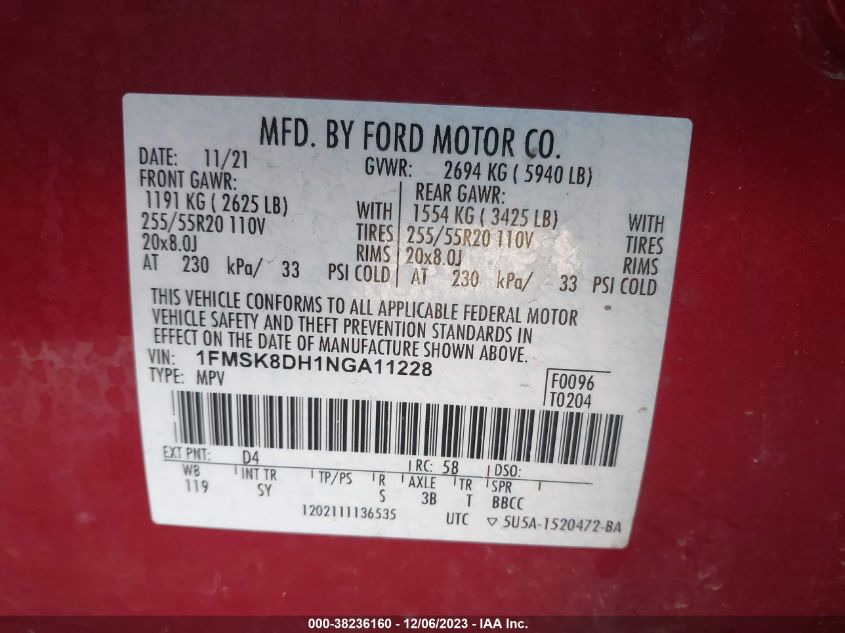 MFD. BY FORD MOTOR CO.
DATE: 11/21 GVWR: 2694 KG ( 5940 LB)
FRONT GAWR: REAR GAWR:
1191 KG ( 2625 LB) WITH 1554 KG ( 3425 LB) WITH
255/55R20 110V TIRES 255/55R20 110V TIRES
20x8.0J RIMS 20x8.0J RIMS
AT 230 kPa/ 33 PSI COLD AT 230 kPa/ 33 PSI COLD
THIS VEHICLE CONFORMS TO ALL APPLICABLE FEDERAL MOTOR
VEHICLE SAFETY AND THEFT PREVENTION STANDARDS IN
EFFECT ON THE DATE OF MANUFACTURE SHOWN ABOVE.
VIN: 1FMSK8DH1NGA11228
TYPE: MPV F0096
T0204
EXT PNT: D4 RC: 58 DSO:
WB INT TR TP/PS R AXLE TR SPR
119 SY S 3B T BBCC
1202111136535 UTC ▽ 5U5A-1520472-BA
000-38236160 - 12/06/2023 - IAA Inc.